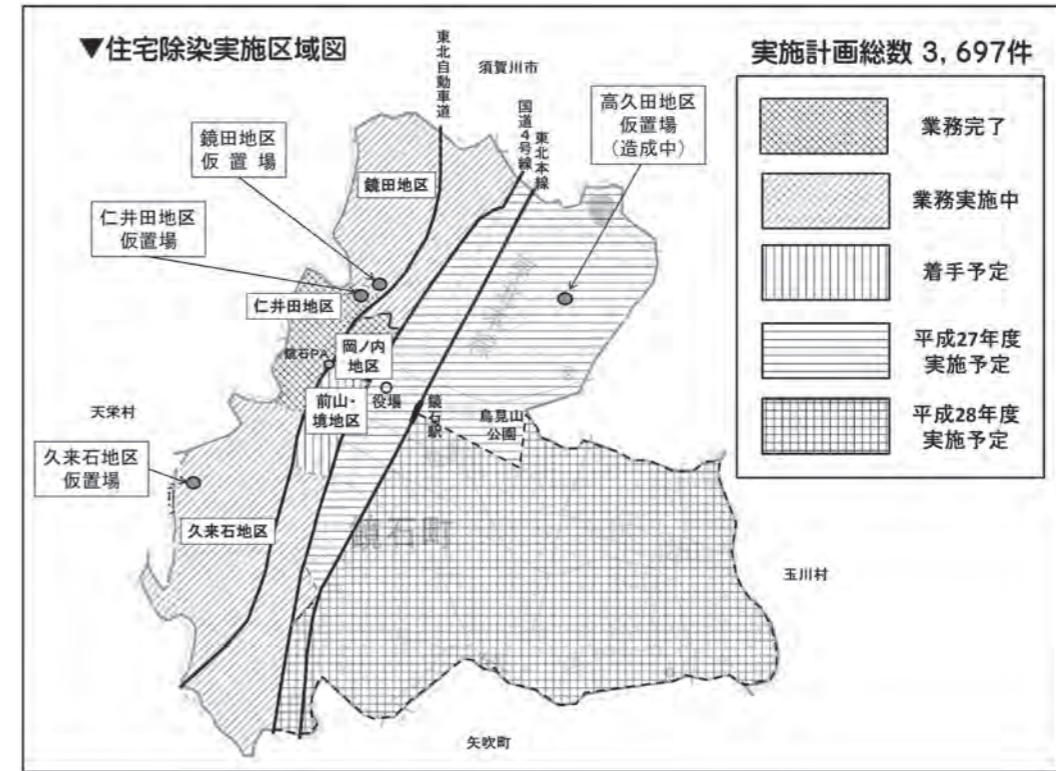 ▼住宅除染実施区域図
実施計画総数 3,697件
業務完了
業務実施中
着手予定
平成27年度
実施予定
平成28年度
実施予定
東北自動車道
須賀川市
国道4号線
東北本線
高久田地区
仮置場
(造成中)
鏡田地区
仮置場
鏡田地区
仁井田地区
仮置場
仁井田地区
鏡石PA
岡ノ内
地区
前山・
境地区
役場
鏡石駅
鳥見山
公園
天栄村
久来石地区
仮置場
久来石地区
鏡石町
玉川村
矢吹町